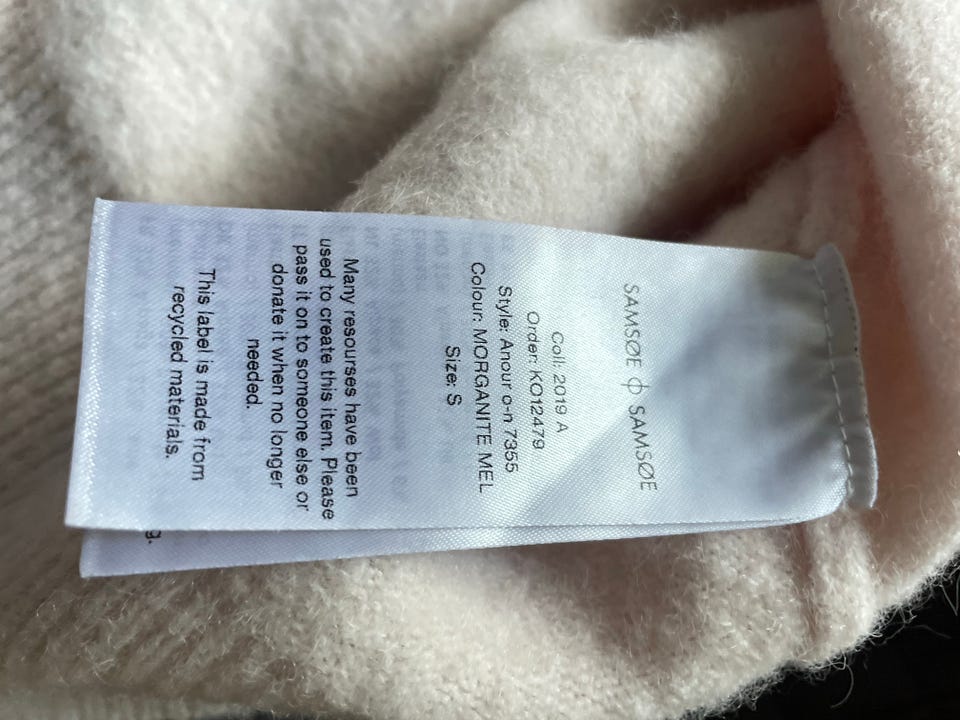 SAMSØE ф SAMSØE
Coll: 2019 A
Order: KO12479
Style: Anour o-n 7355
Colour: MORGANITE MEL
Size: S
Many resourses have been
used to create this item. Please
pass it on to someone else or
donate it when no longer
needed.
This label is made from
recycled materials.
g.